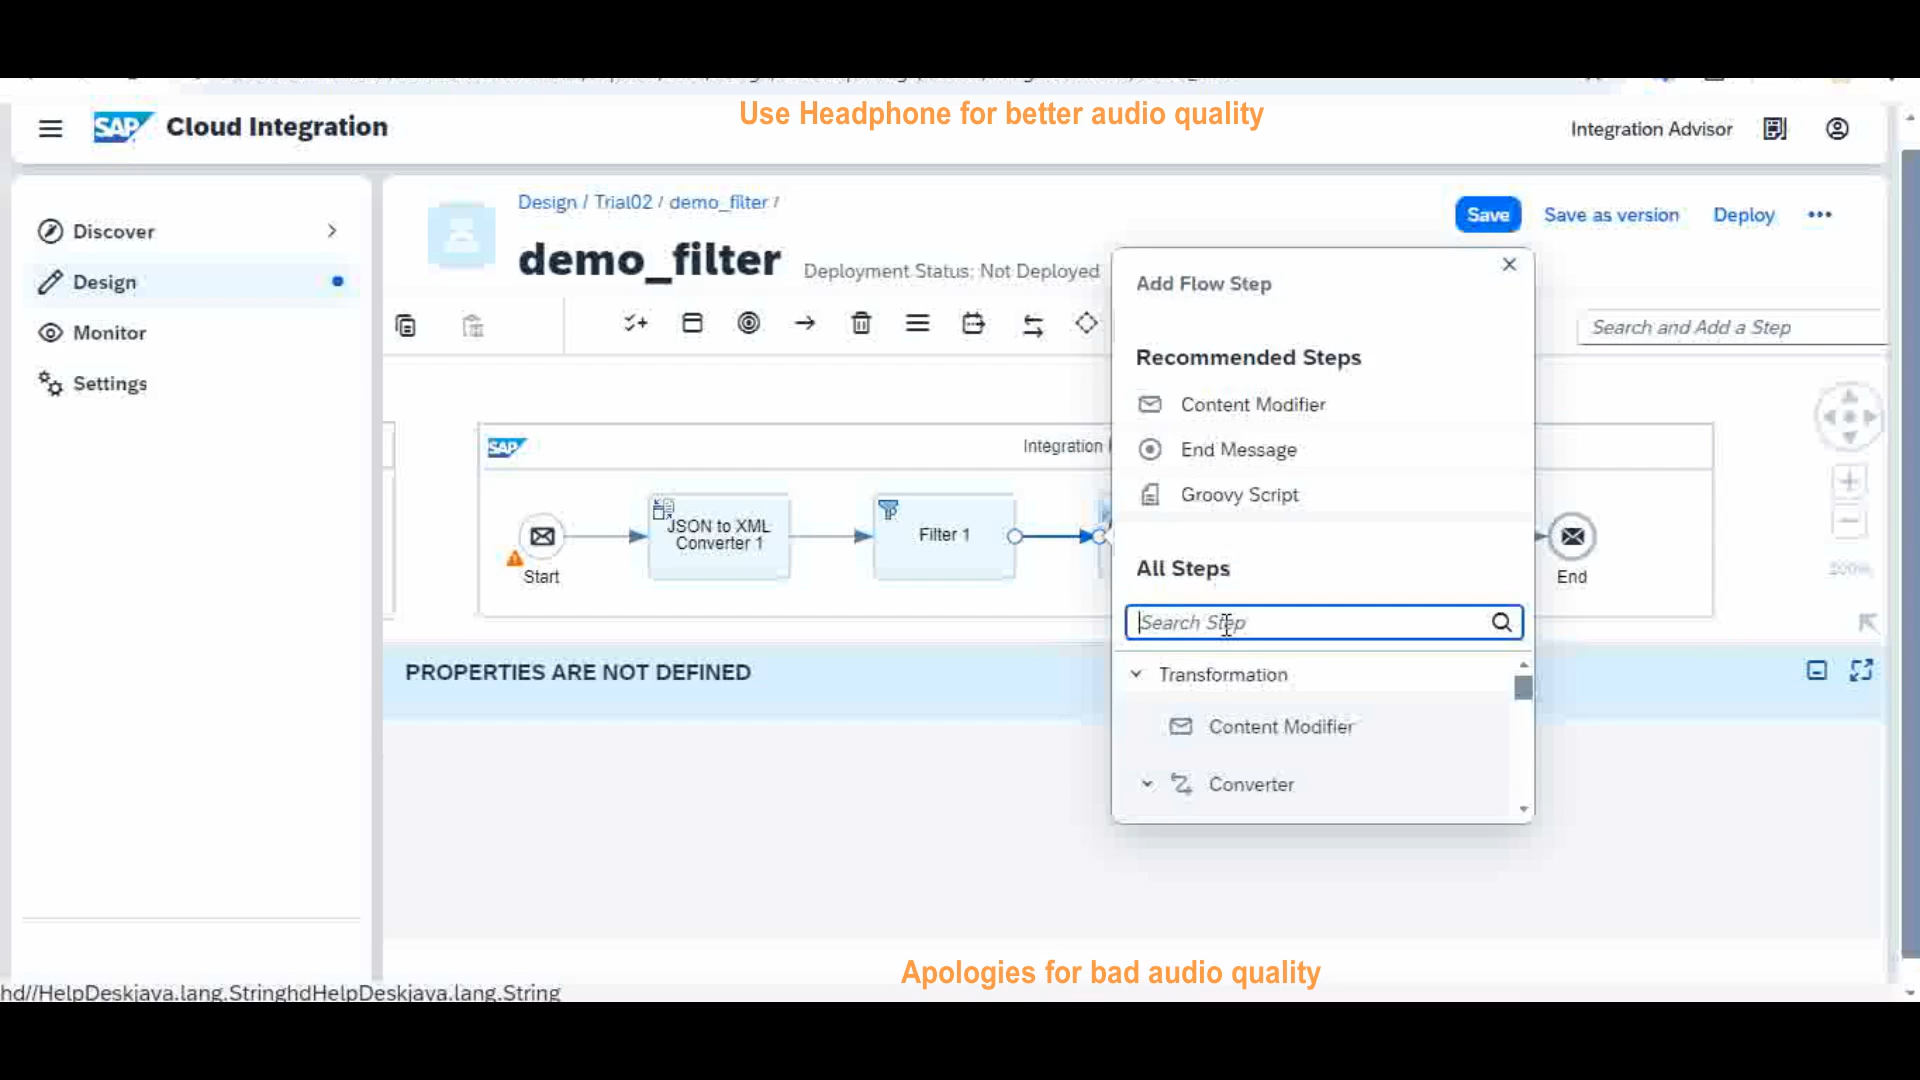 Use Headphone for better audio quality
SAP Cloud Integration
Integration Advisor
Discover
Design
Monitor
Settings
Design / Trial02 / demo_filter /
demo_filter
Deployment Status: Not Deployed
Save
Save as version
Deploy
Search and Add a Step
Add Flow Step
Recommended Steps
Content Modifier
End Message
Groovy Script
All Steps
Search Step
Transformation
Content Modifier
Converter
SAP
Integration
JSON to XML
Converter 1
Filter 1
Start
End
PROPERTIES ARE NOT DEFINED
Apologies for bad audio quality
hd//HelpDeskjava.lang.StringhdHelpDeskjava.lang.String